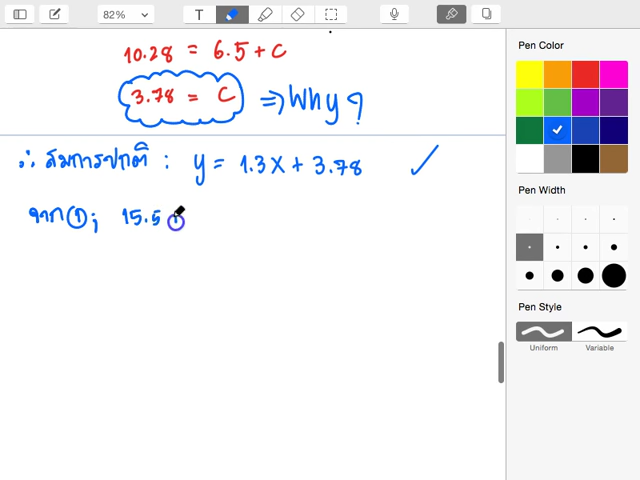 82%
T
10.28 = 6.5 + C
3.78 = C ⇒ Why ?
∴ สมการปกติ : y = 1.3x + 3.78 ✓
จาก ①; 15.5
Pen Color
Pen Width
Pen Style
Uniform Variable